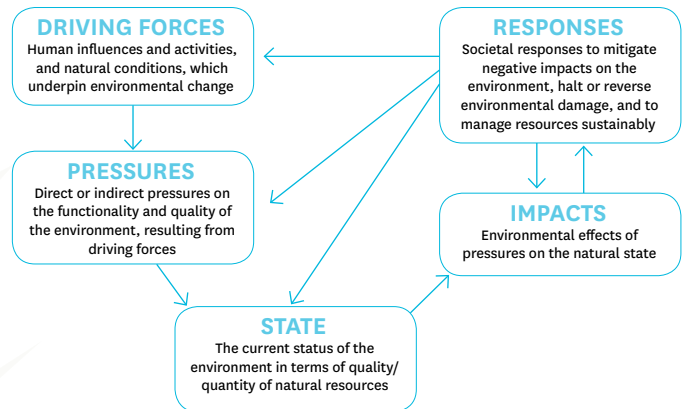 DRIVING FORCES
Human influences and activities,
and natural conditions, which
underpin environmental change
RESPONSES
Societal responses to mitigate
negative impacts on the
environment, halt or reverse
environmental damage, and to
manage resources sustainably
PRESSURES
Direct or indirect pressures on
the functionality and quality of
the environment, resulting from
driving forces
IMPACTS
Environmental effects of
pressures on the natural state
STATE
The current status of the
environment in terms of quality/
quantity of natural resources